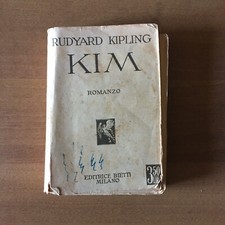 RUDYARD KIPLING
KIM
ROMANZO
EDITRICE BIETTI
MILANO